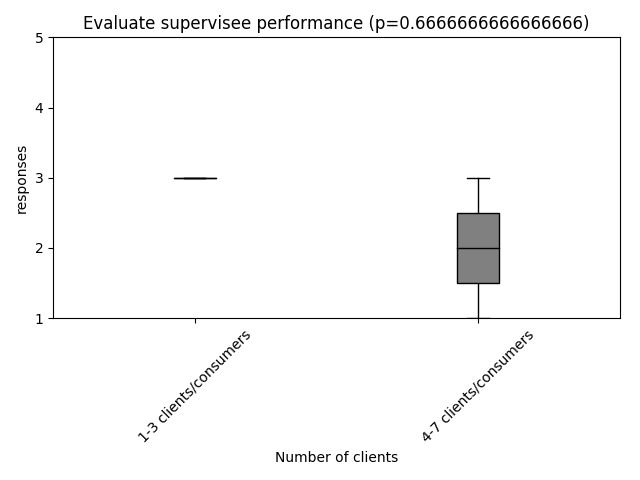 Evaluate supervisee performance (p=0.6666666666666666)
5
4
3
2
1
responses
1-3 clients/consumers
4-7 clients/consumers
Number of clients